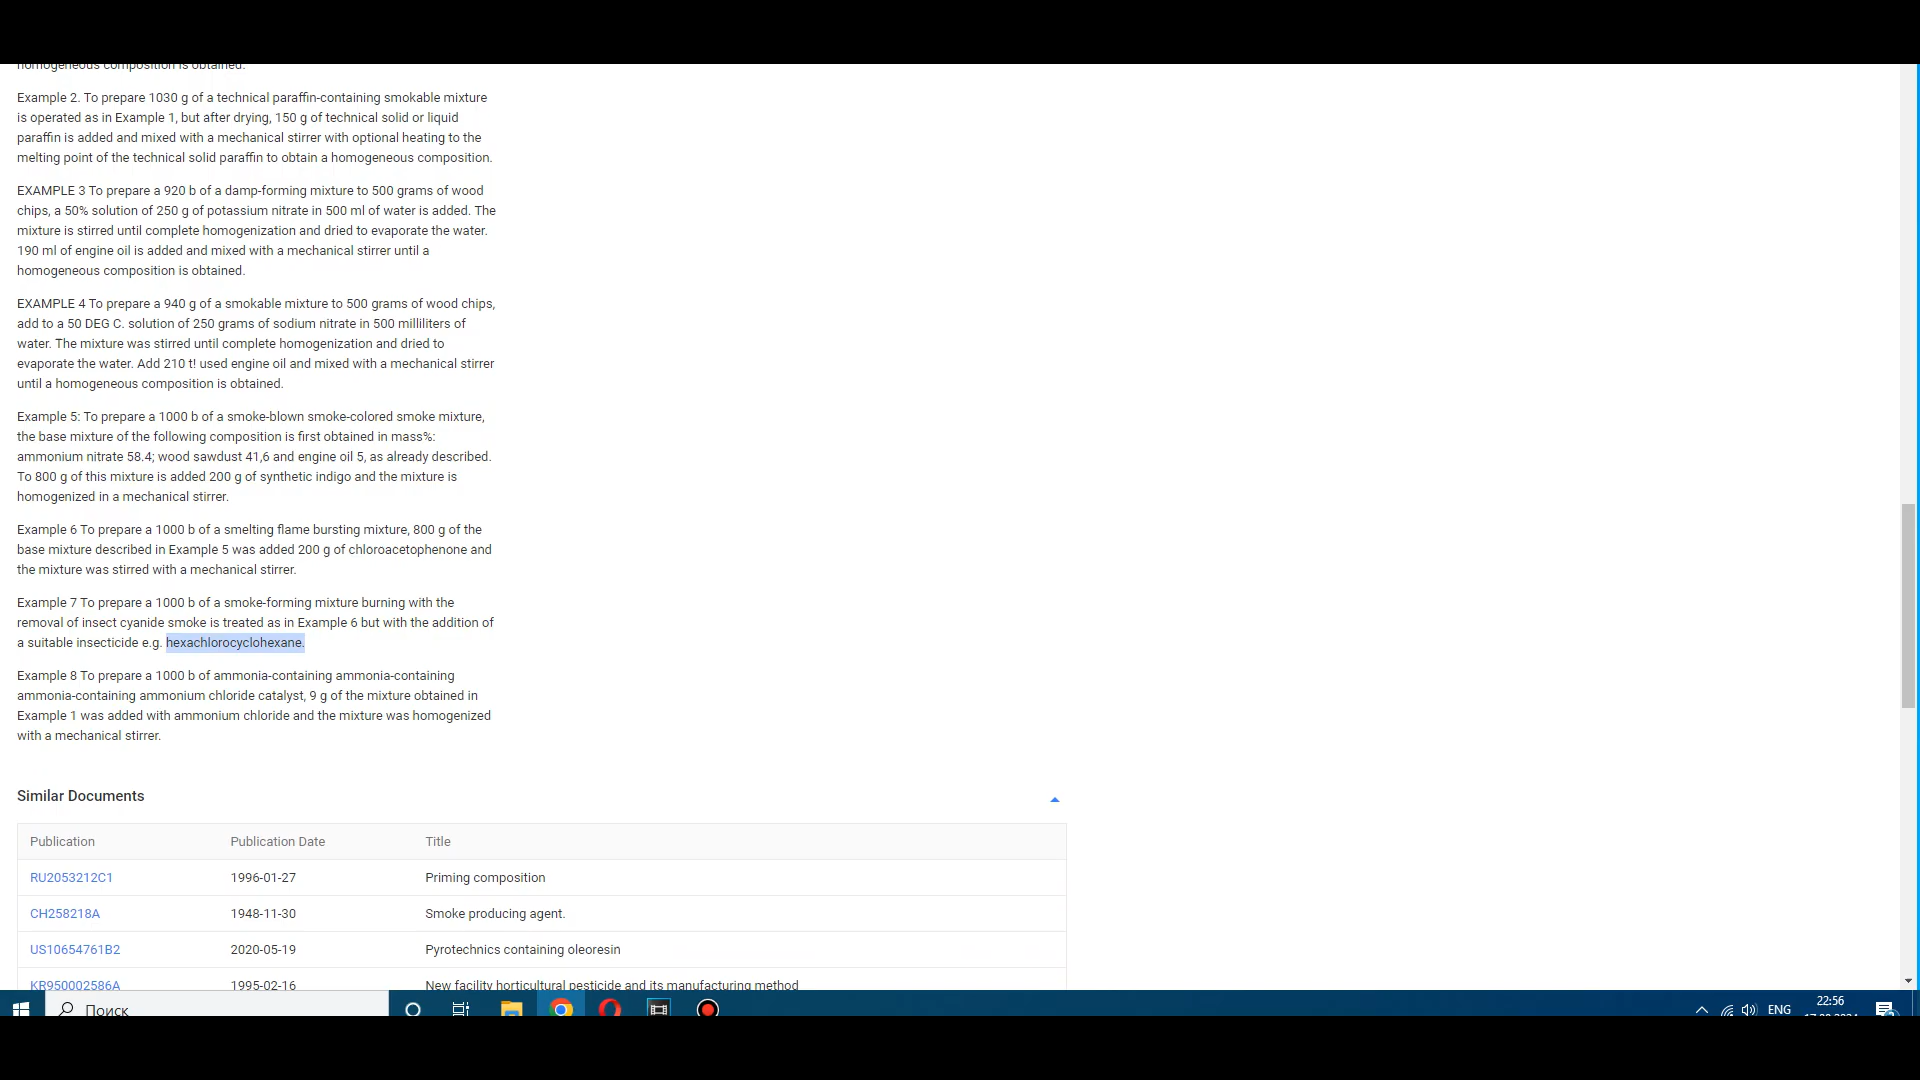 homogeneous composition is obtained.
Example 2. To prepare 1030 g of a technical paraffin-containing smokable mixture
is operated as in Example 1, but after drying, 150 g of technical solid or liquid
paraffin is added and mixed with a mechanical stirrer with optional heating to the
melting point of the technical solid paraffin to obtain a homogeneous composition.
EXAMPLE 3 To prepare a 920 b of a damp-forming mixture to 500 grams of wood
chips, a 50% solution of 250 g of potassium nitrate in 500 ml of water is added. The
mixture is stirred until complete homogenization and dried to evaporate the water.
190 ml of engine oil is added and mixed with a mechanical stirrer until a
homogeneous composition is obtained.
EXAMPLE 4 To prepare a 940 g of a smokable mixture to 500 grams of wood chips,
add to a 50 DEG C. solution of 250 grams of sodium nitrate in 500 milliliters of
water. The mixture was stirred until complete homogenization and dried to
evaporate the water. Add 210 t! used engine oil and mixed with a mechanical stirrer
until a homogeneous composition is obtained.
Example 5: To prepare a 1000 b of a smoke-blown smoke-colored smoke mixture,
the base mixture of the following composition is first obtained in mass%:
ammonium nitrate 58.4; wood sawdust 41,6 and engine oil 5, as already described.
To 800 g of this mixture is added 200 g of synthetic indigo and the mixture is
homogenized in a mechanical stirrer.
Example 6 To prepare a 1000 b of a smelting flame bursting mixture, 800 g of the
base mixture described in Example 5 was added 200 g of chloroacetophenone and
the mixture was stirred with a mechanical stirrer.
Example 7 To prepare a 1000 b of a smoke-forming mixture burning with the
removal of insect cyanide smoke is treated as in Example 6 but with the addition of
a suitable insecticide e.g. hexachlorocyclohexane.
Example 8 To prepare a 1000 b of ammonia-containing ammonia-containing
ammonia-containing ammonium chloride catalyst, 9 g of the mixture obtained in
Example 1 was added with ammonium chloride and the mixture was homogenized
with a mechanical stirrer.
Similar Documents
Publication Publication Date Title
RU2053212C1 1996-01-27 Priming composition
CH258218A 1948-11-30 Smoke producing agent.
US10654761B2 2020-05-19 Pyrotechnics containing oleoresin
KR950002586A 1995-02-16 New facility horticultural pesticide and its manufacturing method
Поиск ENG 22:56